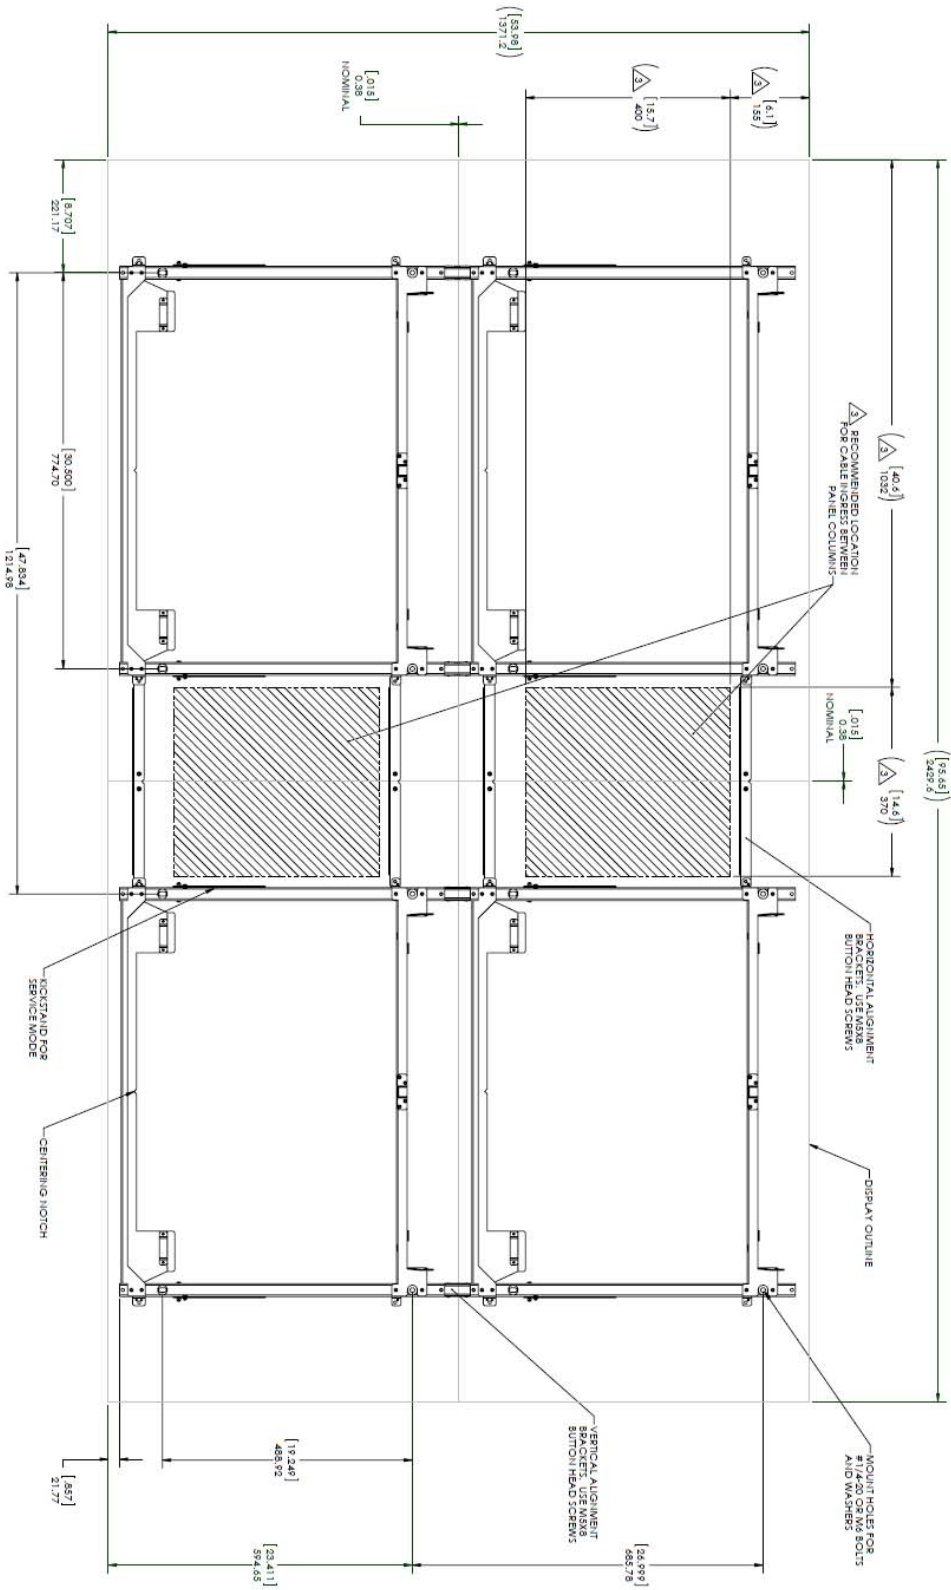 ([95.65]
2429.6)
(3 [40.6]
1032)
(3 [14.6]
370)
[.015]
0.38
NOMINAL
3 RECOMMENDED LOCATION
FOR CABLE INGRESS BETWEEN
PANEL COLUMNS
HORIZONTAL ALIGNMENT
BRACKETS. USE M5X8
BUTTON HEAD SCREWS
DISPLAY OUTLINE
MOUNT HOLES FOR
#1/4-20 OR M6 BOLTS
AND WASHERS
(3 [6.1]
155)
(3 [15.7]
400)
([53.98]
1371.2)
[.015]
0.38
NOMINAL
[26.999]
685.78
VERTICAL ALIGNMENT
BRACKETS. USE M5X8
BUTTON HEAD SCREWS
[19.249]
488.92
[23.411]
594.65
[.857]
21.77
[8.707]
221.17
[30.500]
774.70
[47.834]
1214.98
KICKSTAND FOR
SERVICE MODE
CENTERING NOTCH